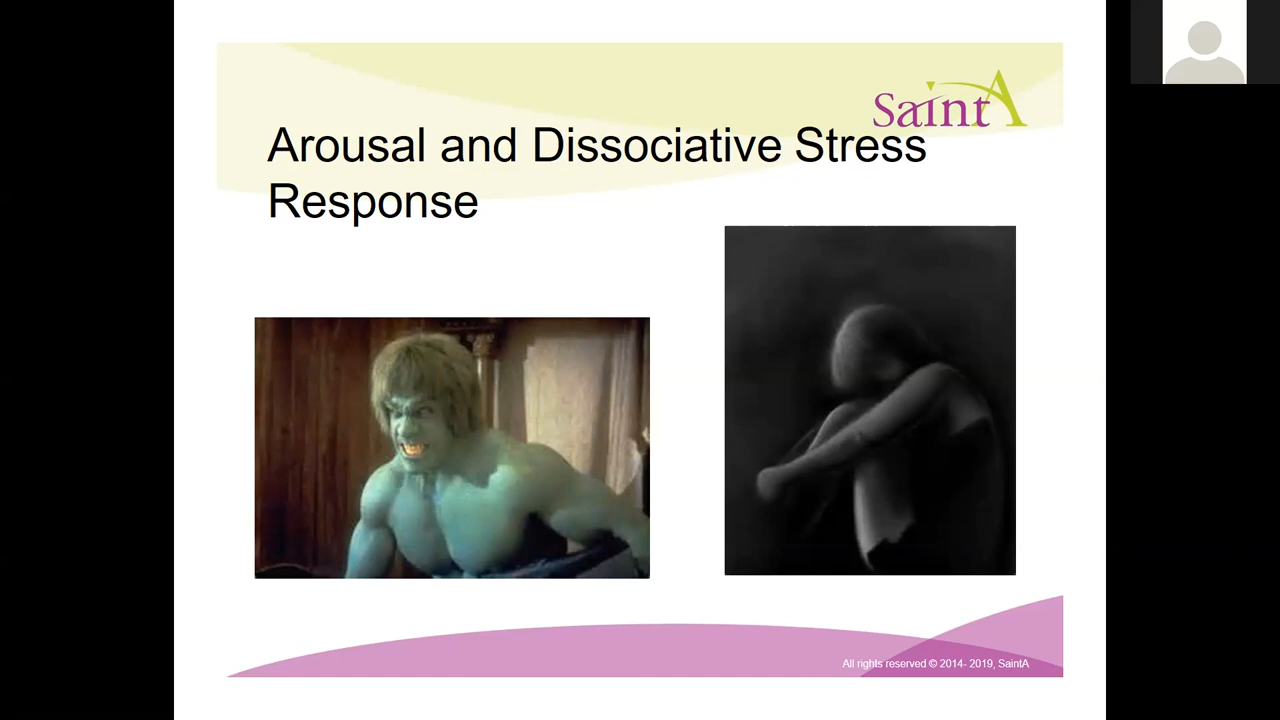 SaintA
Arousal and Dissociative Stress
Response
All rights reserved © 2014- 2019, SaintA